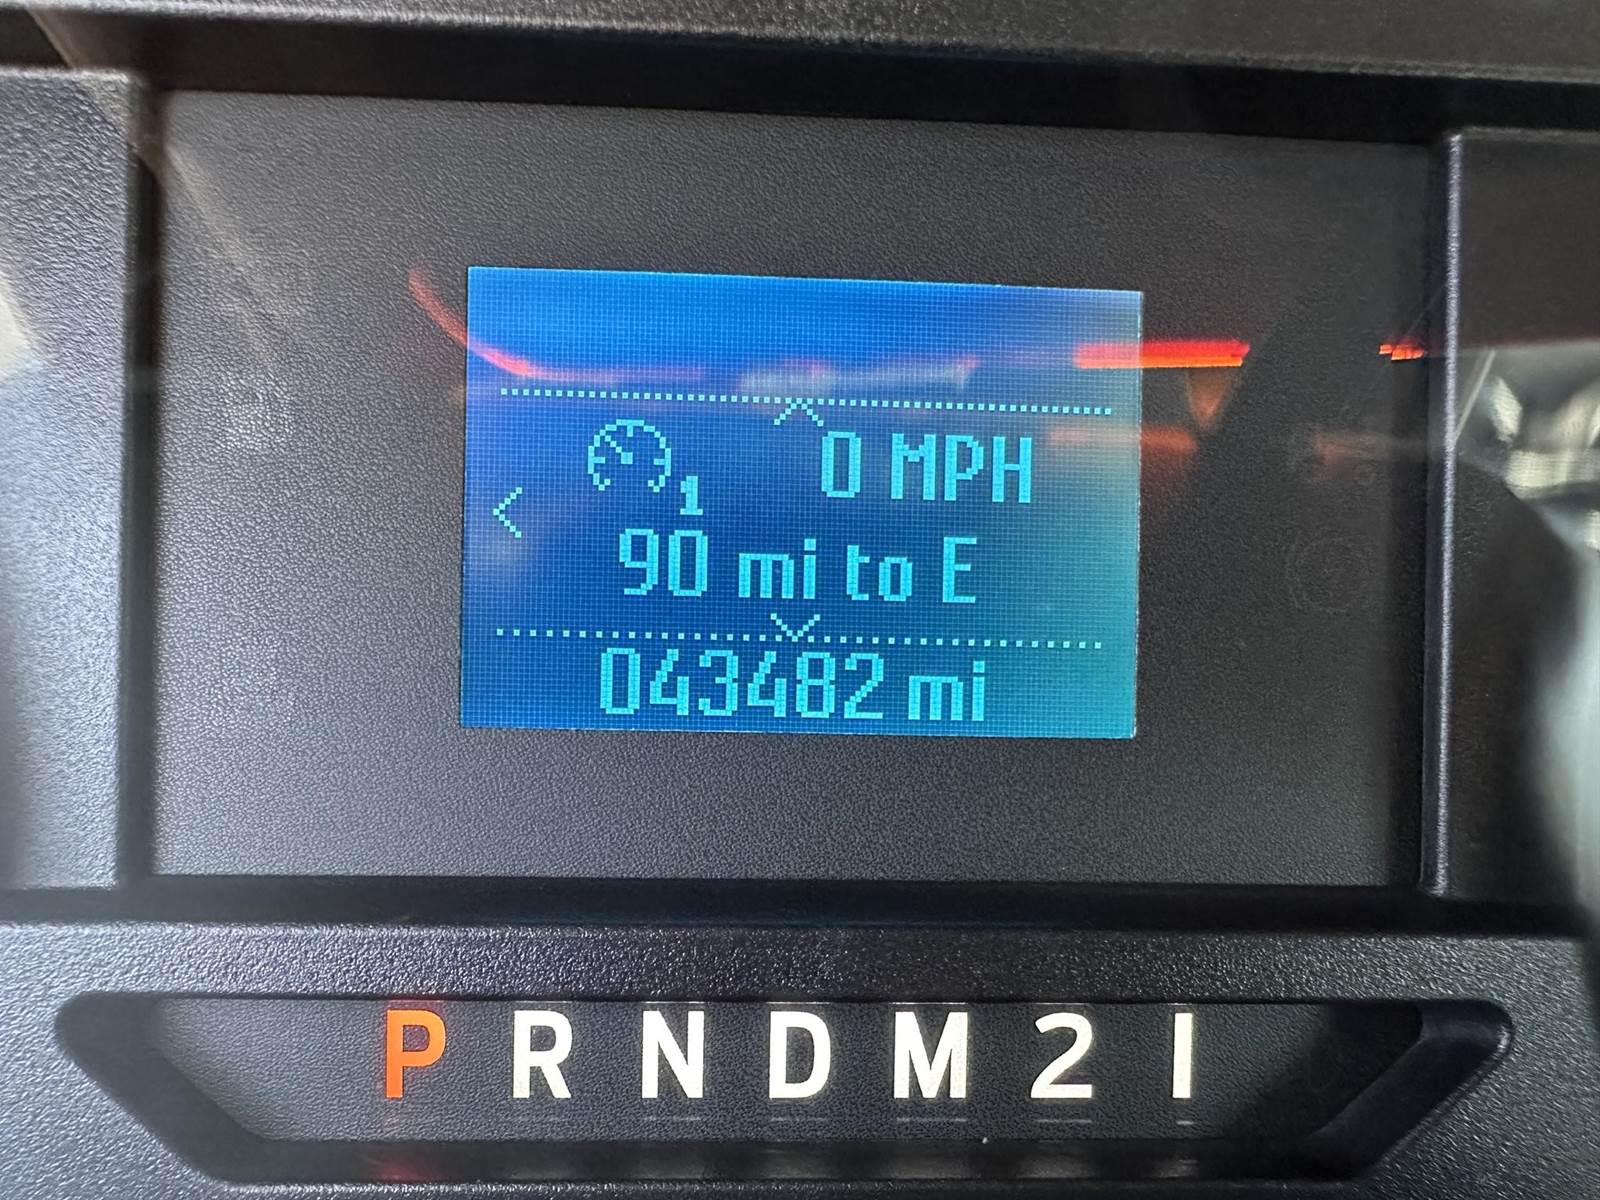 0 MPH
1
90 mi to E
043482 mi
P R N D M 2 1